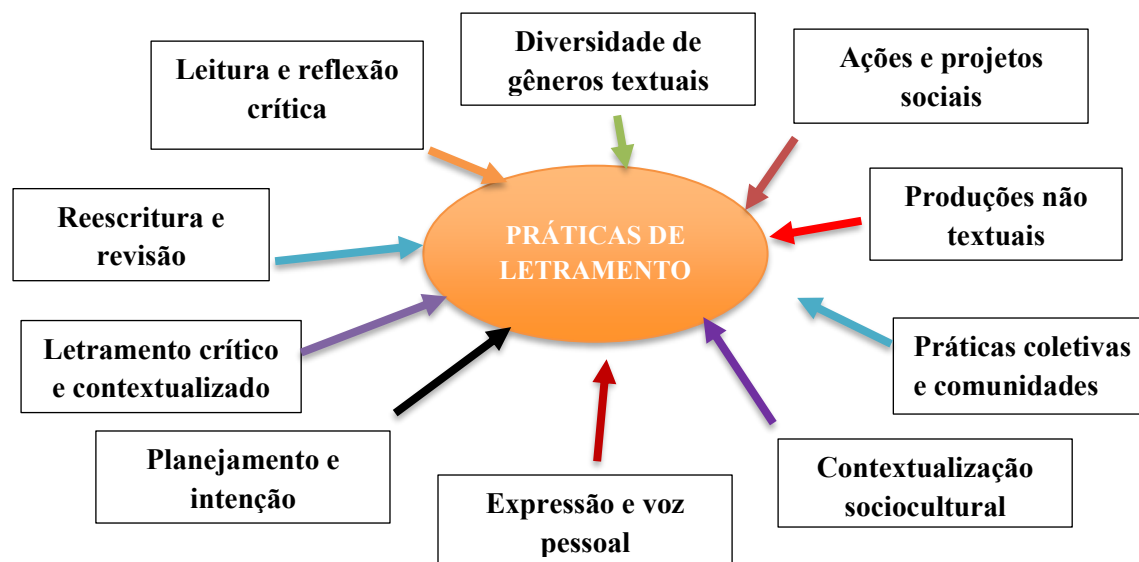 Leitura e reflexão
crítica
Diversidade de
gêneros textuais
Ações e projetos
sociais
Reescritura e
revisão
PRÁTICAS DE
LETRAMENTO
Produções não
textuais
Letramento crítico
e contextualizado
Práticas coletivas
e comunidades
Planejamento e
intenção
Expressão e voz
pessoal
Contextualização
sociocultural